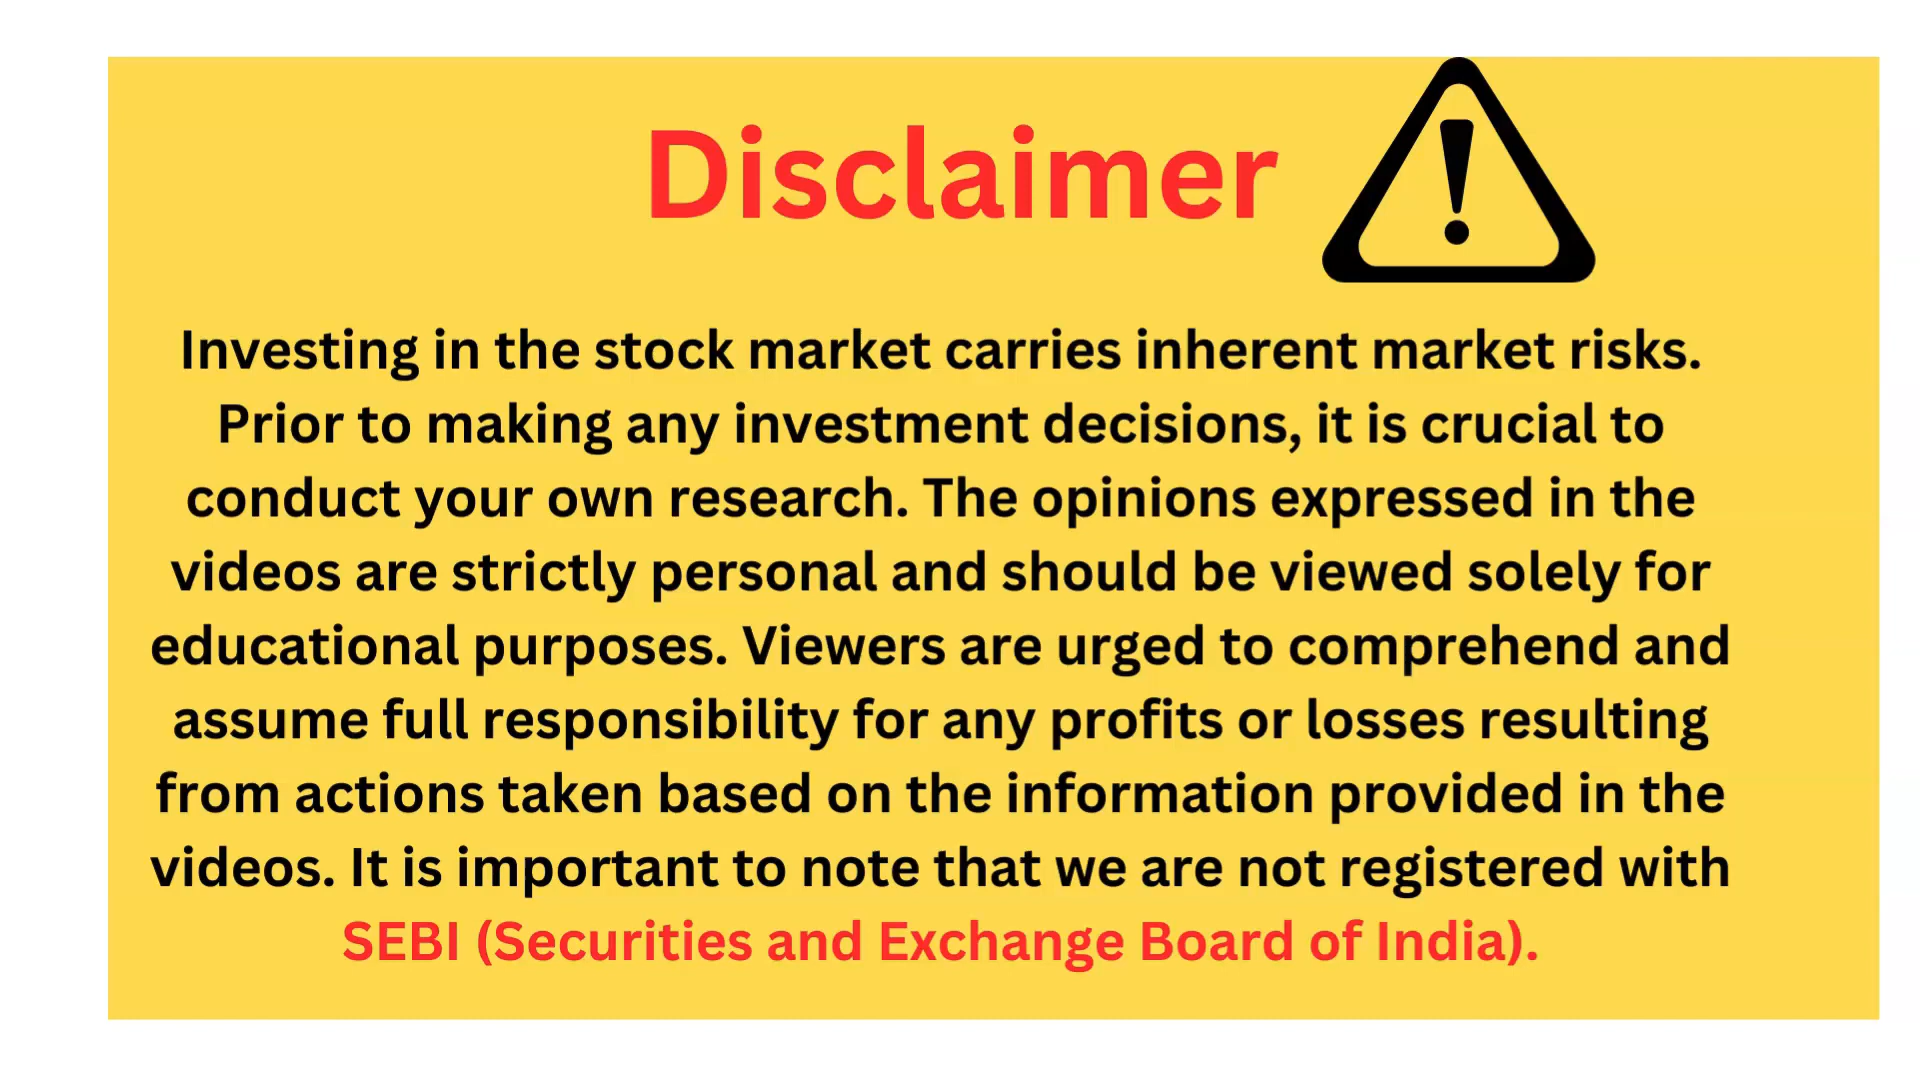 Disclaimer
Investing in the stock market carries inherent market risks.
Prior to making any investment decisions, it is crucial to
conduct your own research. The opinions expressed in the
videos are strictly personal and should be viewed solely for
educational purposes. Viewers are urged to comprehend and
assume full responsibility for any profits or losses resulting
from actions taken based on the information provided in the
videos. It is important to note that we are not registered with
SEBI (Securities and Exchange Board of India).